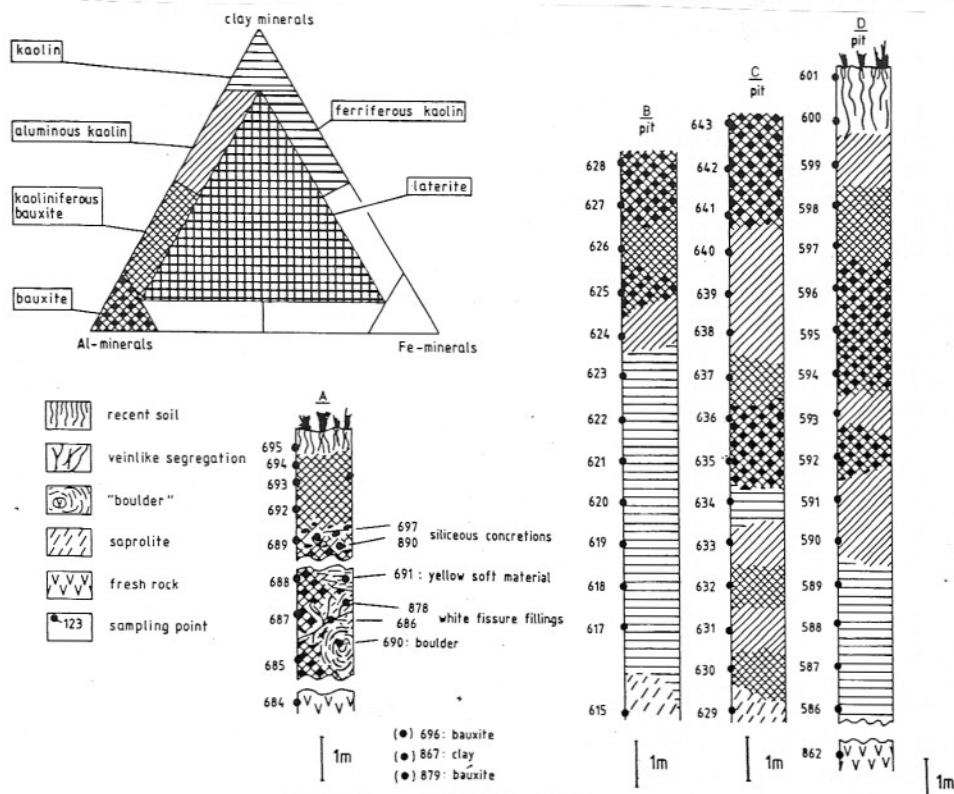 clay minerals
kaolin
aluminous kaolin
ferriferous kaolin
kaoliniferous
bauxite
laterite
bauxite
Al-minerals
Fe-minerals
recent soil
veinlike segregation
"boulder"
saprolite
fresh rock
123 sampling point
A
695
694
693
692
697
890
siliceous concretions
689
688
691: yellow soft material
878
686
white fissure fillings
687
690: boulder
685
684
1m
(●) 696: bauxite
(●) 867: clay
(●) 879: bauxite
B
pit
628
627
626
625
624
623
622
621
620
619
618
617
615
1m
C
pit
643
642
641
640
639
638
637
636
635
634
633
632
631
630
629
1m
D
pit
601
600
599
598
597
596
595
594
593
592
591
590
589
588
587
586
862
1m